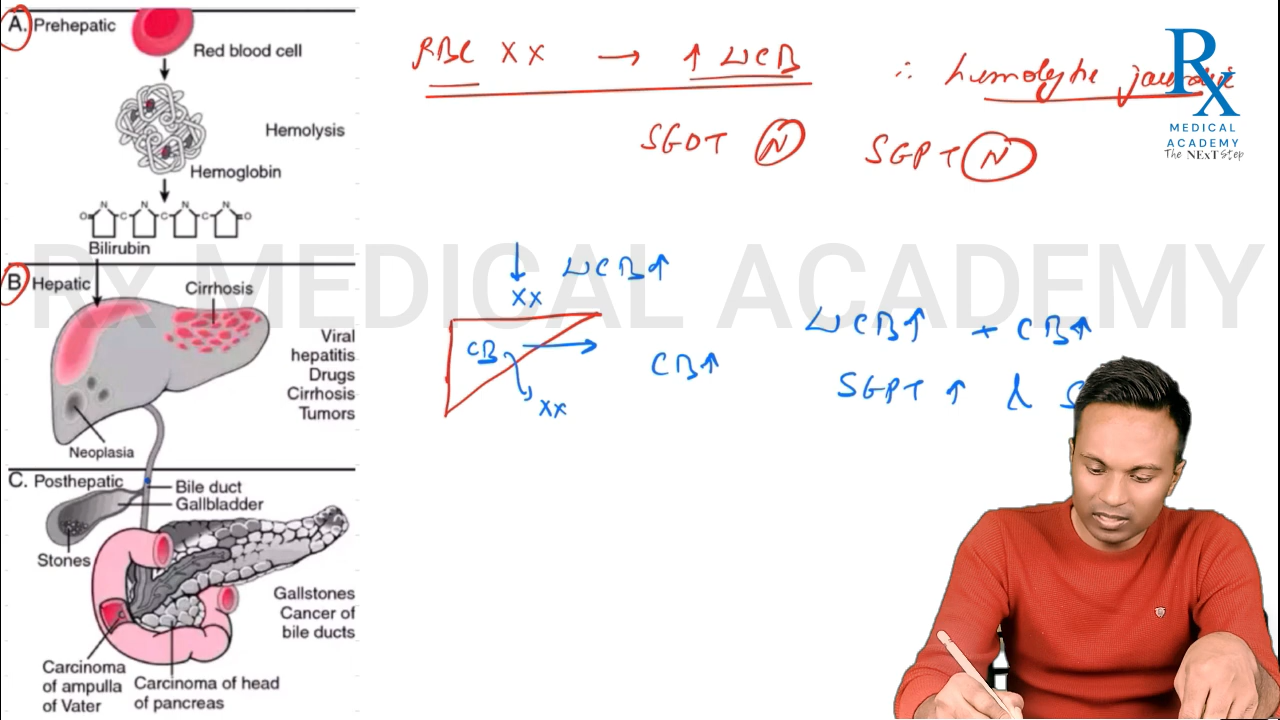 A. Prehepatic
Red blood cell
Hemolysis
Hemoglobin
O C C C O
N N N N
Bilirubin
B Hepatic
Cirrhosis
Viral
hepatitis
Drugs
Cirrhosis
Tumors
Neoplasia
C. Posthepatic
Bile duct
Gallbladder
Stones
Gallstones
Cancer of
bile ducts
Carcinoma
of ampulla
of Vater
Carcinoma of head
of pancreas
RBC XX → ↑ UCB ∴ hemolytic
SGOT N SGPT N
↓ UCB↑
XX
CB → CB↑
XX
UCB↑ + CB↑
SGPT ↑ &
Rx
MEDICAL
ACADEMY
The NExT Step
Rx MEDICAL ACADEMY